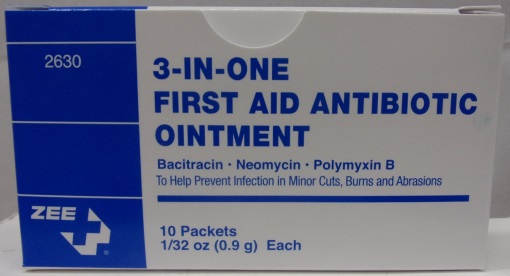 2630
3-IN-ONE
FIRST AID ANTIBIOTIC
OINTMENT
Bacitracin · Neomycin · Polymyxin B
To Help Prevent Infection in Minor Cuts, Burns and Abrasions
ZEE
®
10 Packets
1/32 oz (0.9 g) Each